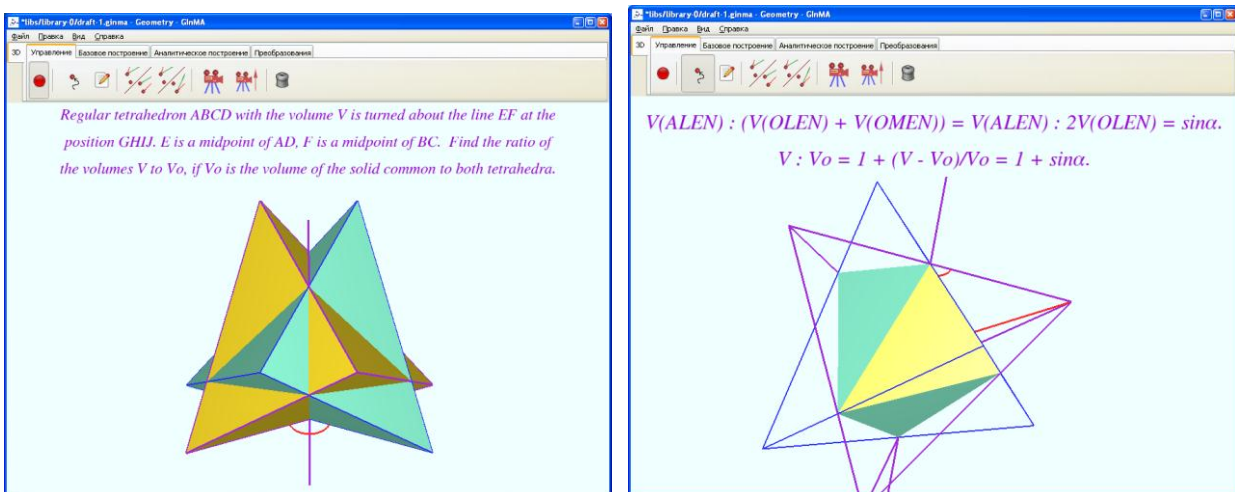 *libs/library-0/draft-1.ginma - Geometry - GInMA
Файл Правка Вид Справка
3D Управление Базовое построение Аналитическое построение Преобразования
Regular tetrahedron ABCD with the volume V is turned about the line EF at the
position GHIJ. E is a midpoint of AD, F is a midpoint of BC. Find the ratio of
the volumes V to Vo, if Vo is the volume of the solid common to both tetrahedra.
*libs/library-0/draft-1.ginma - Geometry - GInMA
Файл Правка Вид Справка
3D Управление Базовое построение Аналитическое построение Преобразования
V(ALEN) : (V(OLEN) + V(OMEN)) = V(ALEN) : 2V(OLEN) = sinα.
V : Vo = 1 + (V - Vo)/Vo = 1 + sinα.